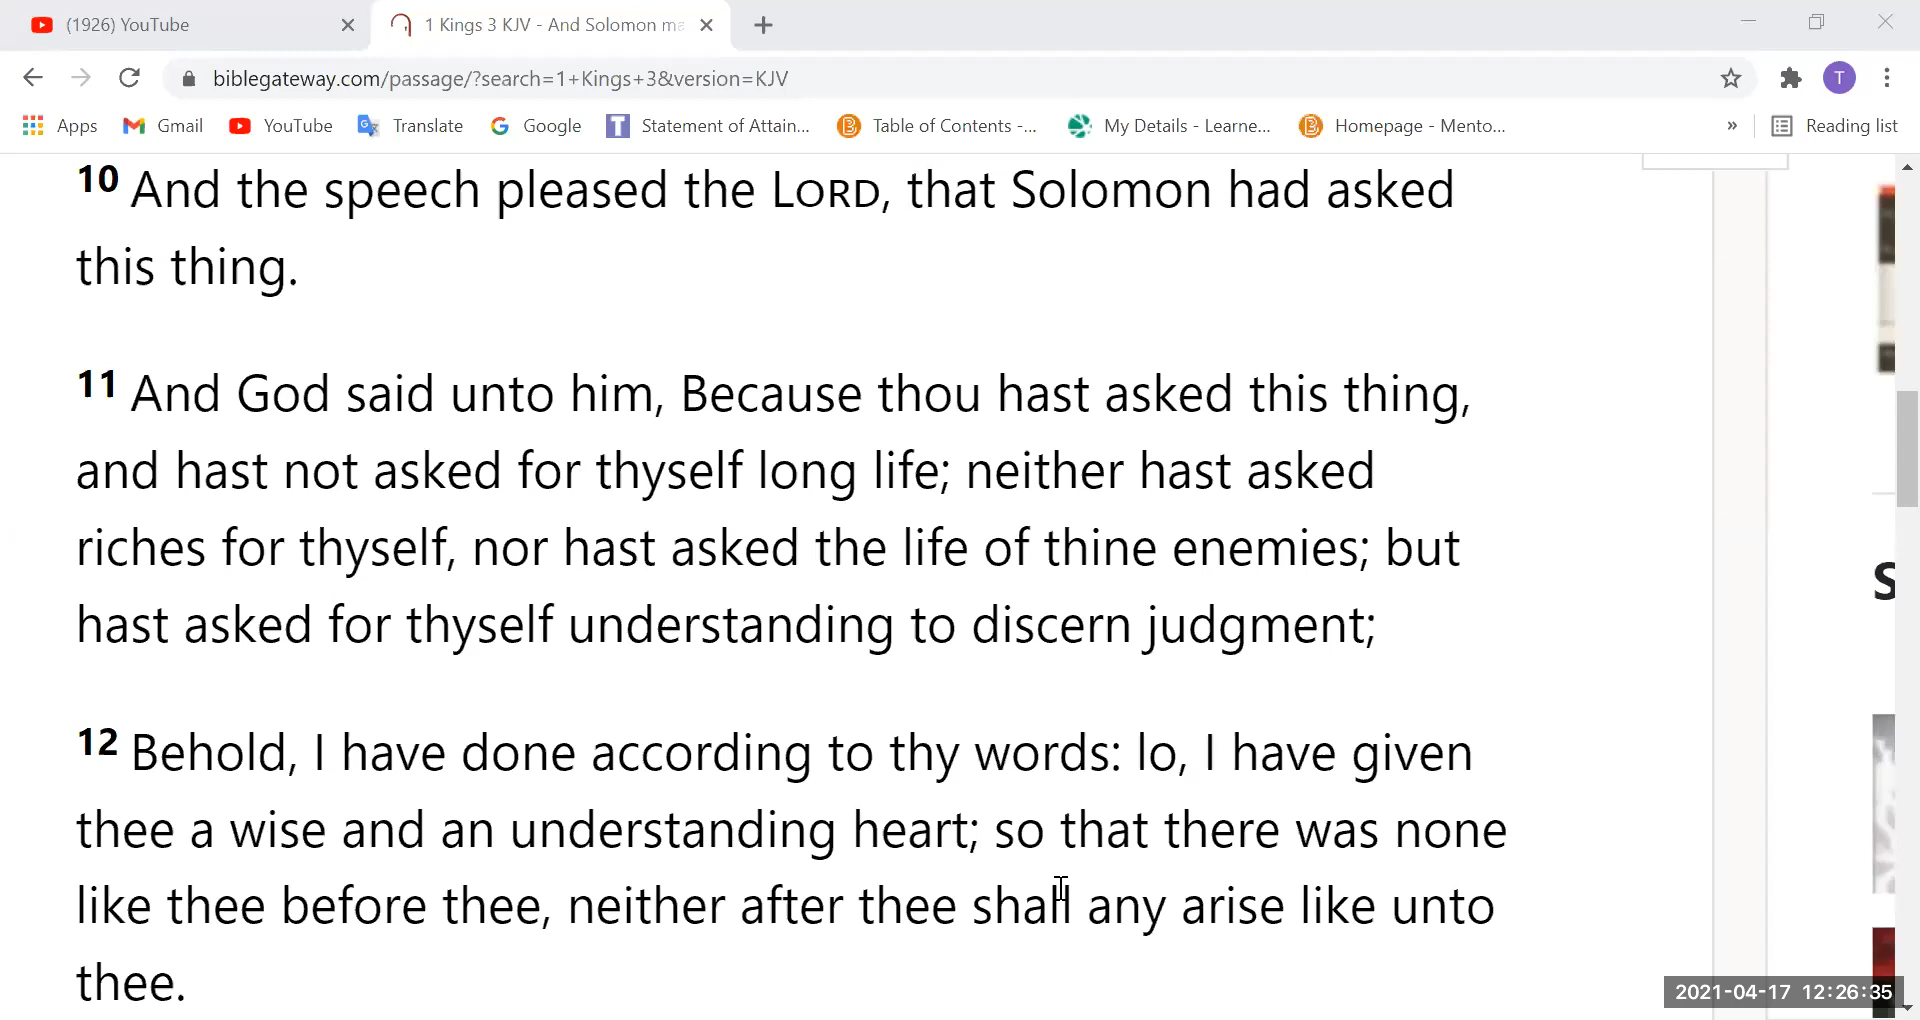 (1926) YouTube
1 Kings 3 KJV - And Solomon ma
biblegateway.com/passage/?search=1+Kings+3&version=KJV
T
Apps Gmail YouTube Translate Google Statement of Attain... Table of Contents -... My Details - Learne... Homepage - Mento... » Reading list
10 And the speech pleased the LORD, that Solomon had asked
this thing.
11 And God said unto him, Because thou hast asked this thing,
and hast not asked for thyself long life; neither hast asked
riches for thyself, nor hast asked the life of thine enemies; but
hast asked for thyself understanding to discern judgment;
12 Behold, I have done according to thy words: lo, I have given
thee a wise and an understanding heart; so that there was none
like thee before thee, neither after thee shall any arise like unto
thee.
S
2021-04-17 12:26:35